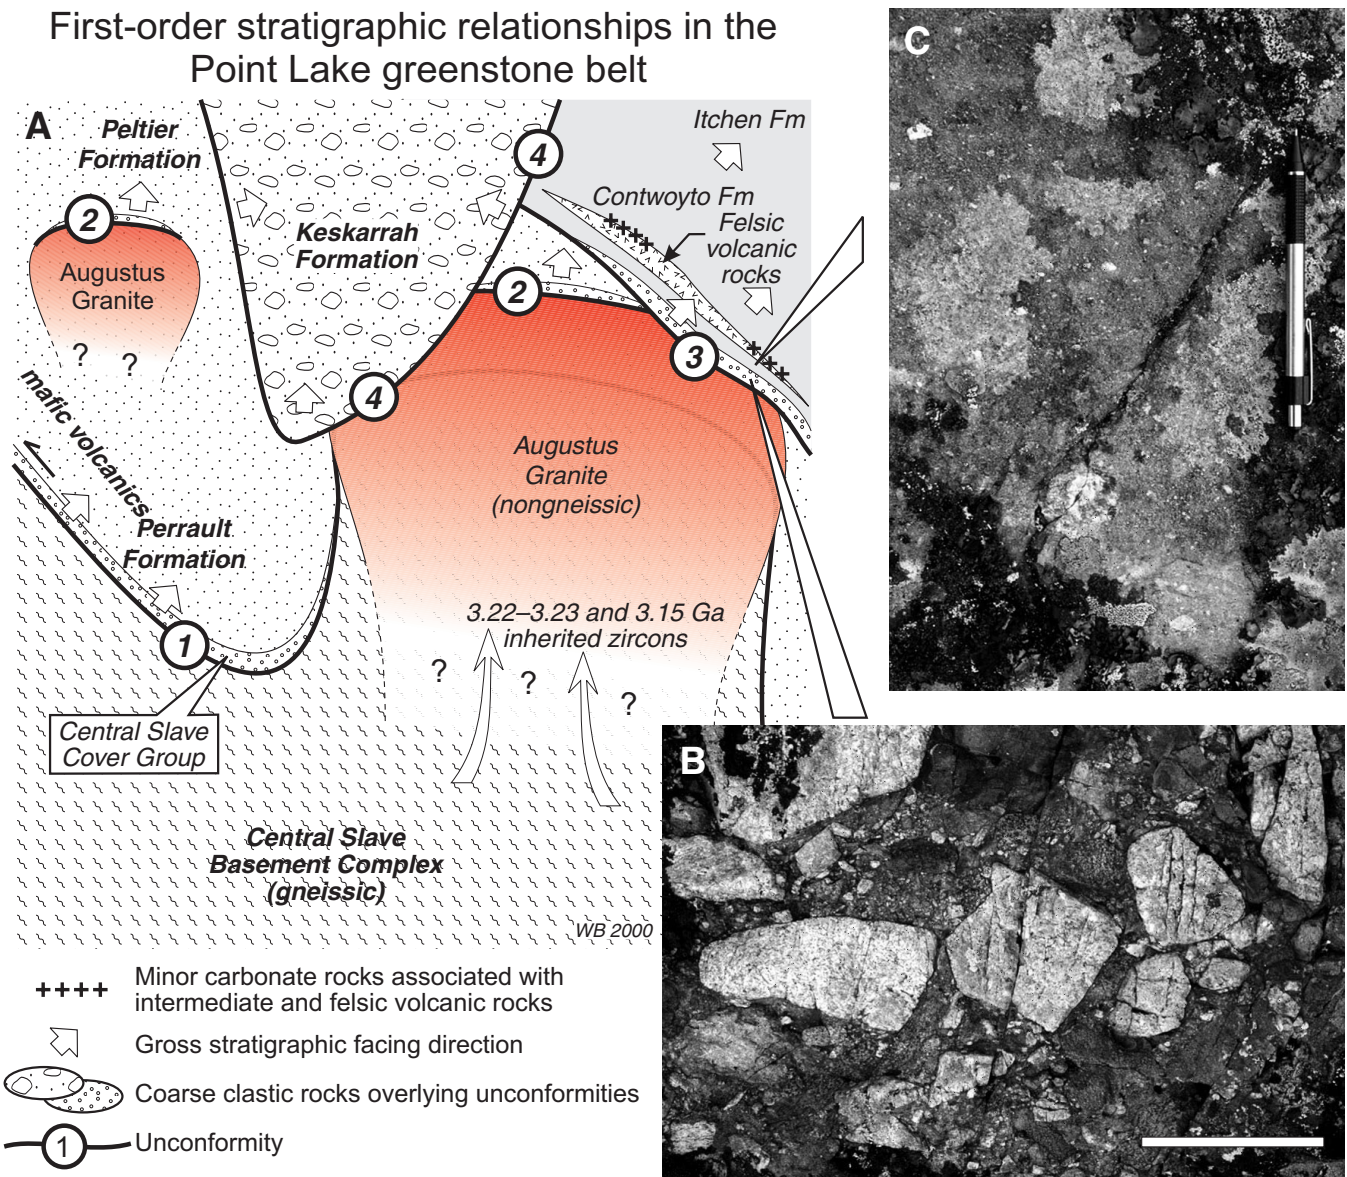 First-order stratigraphic relationships in the
Point Lake greenstone belt
A
Peltier
Formation
2
Augustus
Granite
? ?
mafic volcanics
Perrault
Formation
1
Central Slave
Cover Group
Keskarrah
Formation
4
4
2
3
Itchen Fm
Contwoyto Fm
Felsic
volcanic
rocks
Augustus
Granite
(nongneissic)
3.22–3.23 and 3.15 Ga
inherited zircons
? ? ?
Central Slave
Basement Complex
(gneissic)
WB 2000
C
B
++++ Minor carbonate rocks associated with
intermediate and felsic volcanic rocks
Gross stratigraphic facing direction
Coarse clastic rocks overlying unconformities
1 Unconformity